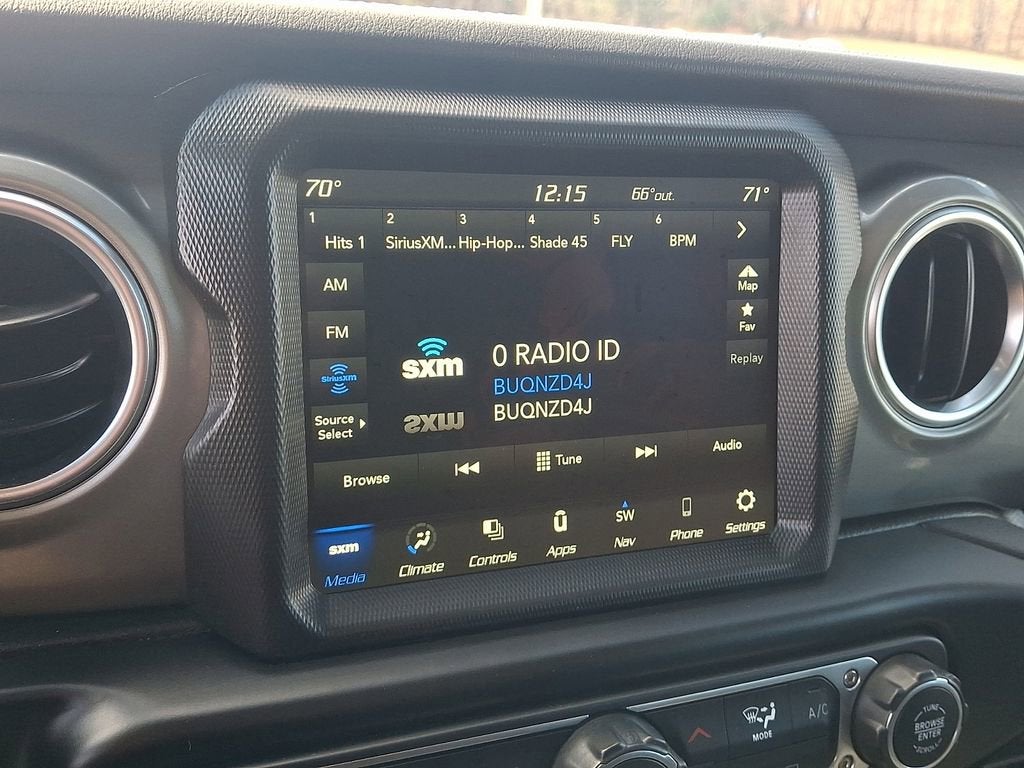 70° 12:15 66°out. 71°
1 2 3 4 5 6
Hits 1 SiriusXM... Hip-Hop... Shade 45 FLY BPM
AM
Map
FM
Fav
sxm
0 RADIO ID
SiriusXM
BUQNZD4J
Replay
BUQNZD4J
Source
Select
Browse
Tune
Audio
sxm
Media
Climate
Controls
Apps
SW
Nav
Phone
Settings
MODE
A/C
TUNE
BROWSE
ENTER
SCROLL